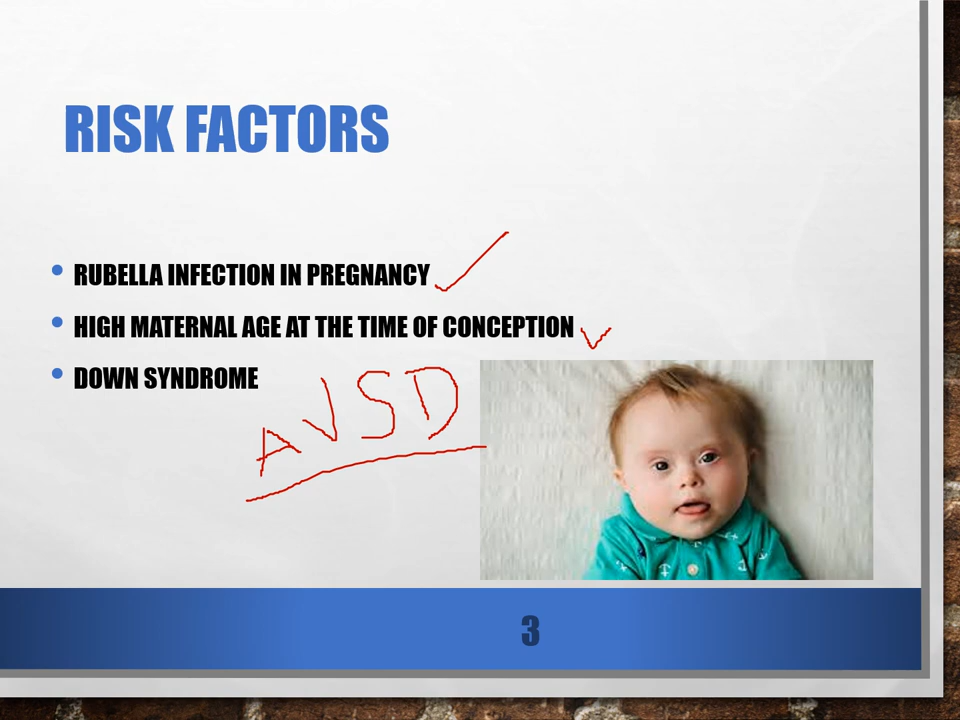 RISK FACTORS
• RUBELLA INFECTION IN PREGNANCY
• HIGH MATERNAL AGE AT THE TIME OF CONCEPTION
• DOWN SYNDROME
AVSD
3